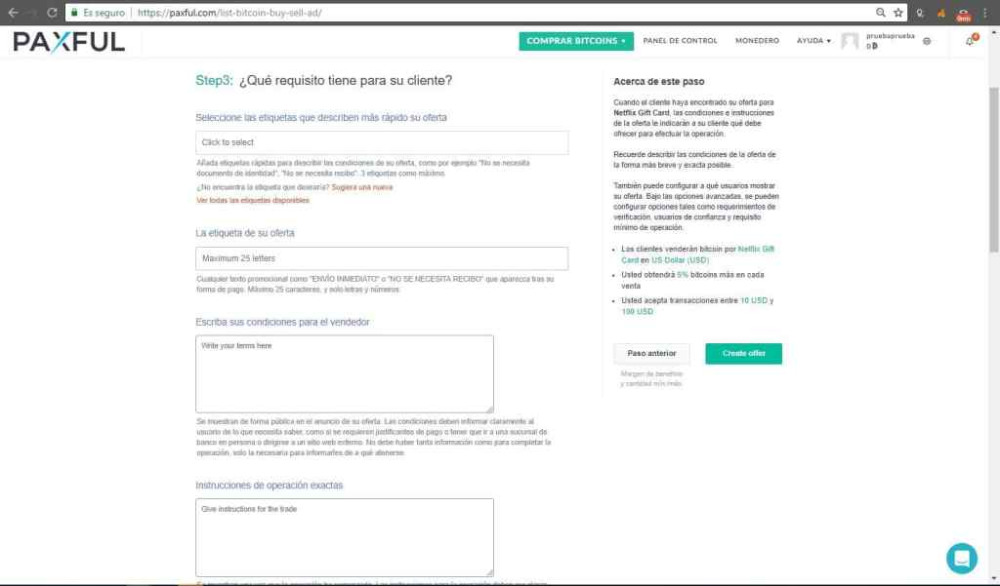 Es seguro https://paxful.com/list-bitcoin-buy-sell-ad/
PAXFUL
COMPRAR BITCOINS PANEL DE CONTROL MONEDERO AYUDA pruebaprueba
0
4
Step3: ¿Qué requisito tiene para su cliente?
Seleccione las etiquetas que describen más rápido su oferta
Click to select
Añada etiquetas rápidas para describir las condiciones de su oferta, como por ejemplo "No se necesita
documento de identidad", "No se necesita recibo". 3 etiquetas como máximo.
¿No encuentra la etiqueta que desearía? Sugiera una nueva
Ver todas las etiquetas disponibles
La etiqueta de su oferta
Maximum 25 letters
Cualquier texto promocional como "ENVÍO INMEDIATO" o "NO SE NECESITA RECIBO" que aparezca tras su
forma de pago. Máximo 25 caracteres, y solo letras y números
Escriba sus condiciones para el vendedor
Write your terms here
Se muestran de forma pública en el anuncio de su oferta. Las condiciones deben informar claramente al
usuario de lo que necesita saber, como si se requieren justificantes de pago o tener que ir a una sucursal de
banco en persona o dirigirse a un sitio web externo. No debe haber tanta información como para completar la
operación, solo la necesaria para informarles de a qué atenerse.
Instrucciones de operación exactas
Give instructions for the trade
Acerca de este paso
Cuando el cliente haya encontrado su oferta para
Netflix Gift Card, las condiciones e instrucciones
de la oferta le indicarán a su cliente qué debe
ofrecer para efectuar la operación.
Recuerde describir las condiciones de la oferta de
la forma más breve y exacta posible.
También puede configurar a qué usuarios mostrar
su oferta. Bajo las opciones avanzadas, se pueden
configurar opciones tales como requerimientos de
verificación, usuarios de confianza y requisito
mínimo de operación.
Los clientes venderán bitcoin por Netflix Gift
Card en US Dollar (USD)
Usted obtendrá 5% bitcoins más en cada
venta
Usted acepta transacciones entre 10 USD y
100 USD
Paso anterior Create offer
Margen de beneficio
y cantidad mín./máx.